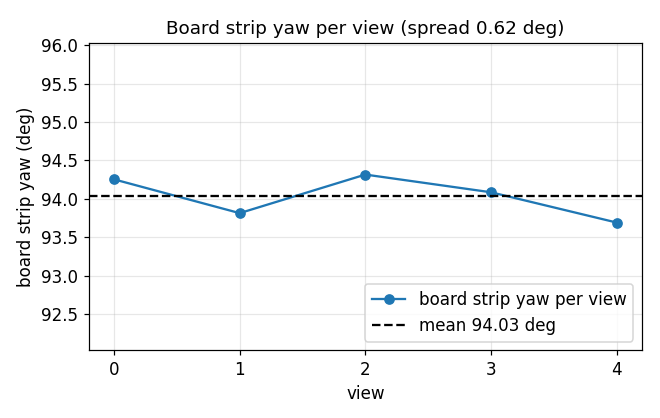 Board strip yaw per view (spread 0.62 deg)
board strip yaw (deg)
96.0
95.5
95.0
94.5
94.0
93.5
93.0
92.5
board strip yaw per view
mean 94.03 deg
0 1 2 3 4
view